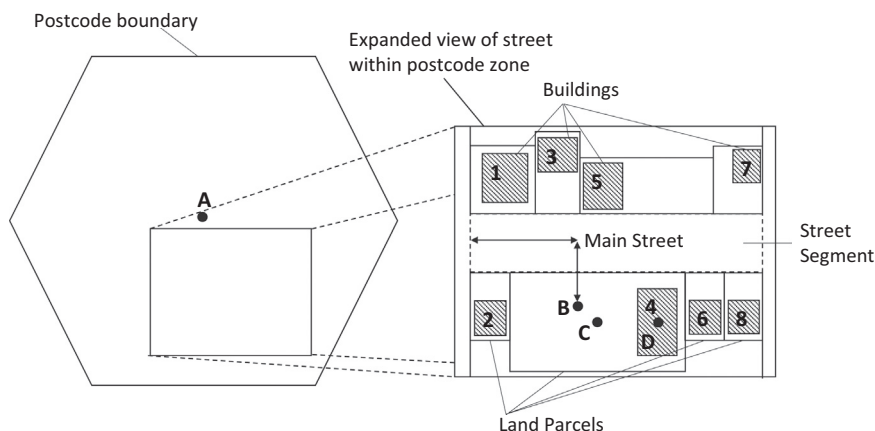 Postcode boundary
Expanded view of street
within postcode zone
Buildings
A
1
3
5
7
Main Street
Street
Segment
B
C
2
4
D
6
8
Land Parcels